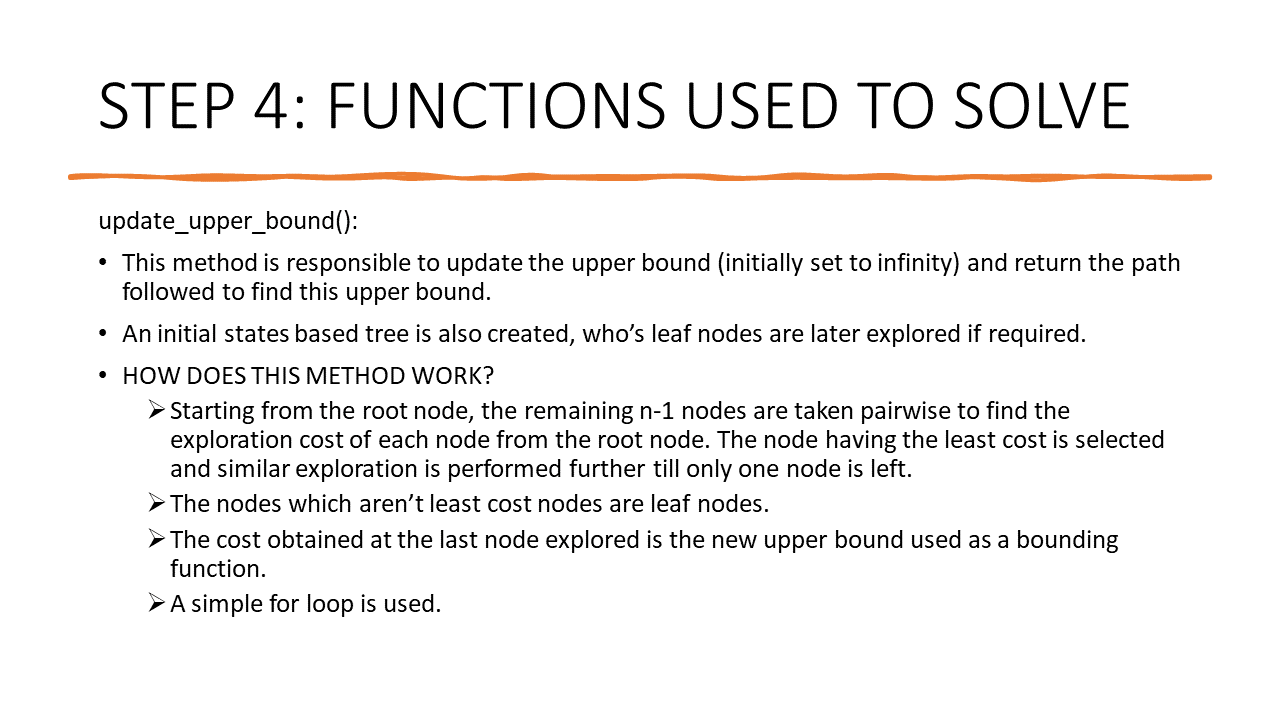 STEP 4: FUNCTIONS USED TO SOLVE
update_upper_bound():
• This method is responsible to update the upper bound (initially set to infinity) and return the path
followed to find this upper bound.
• An initial states based tree is also created, who’s leaf nodes are later explored if required.
• HOW DOES THIS METHOD WORK?
➢ Starting from the root node, the remaining n-1 nodes are taken pairwise to find the
exploration cost of each node from the root node. The node having the least cost is selected
and similar exploration is performed further till only one node is left.
➢ The nodes which aren’t least cost nodes are leaf nodes.
➢ The cost obtained at the last node explored is the new upper bound used as a bounding
function.
➢ A simple for loop is used.